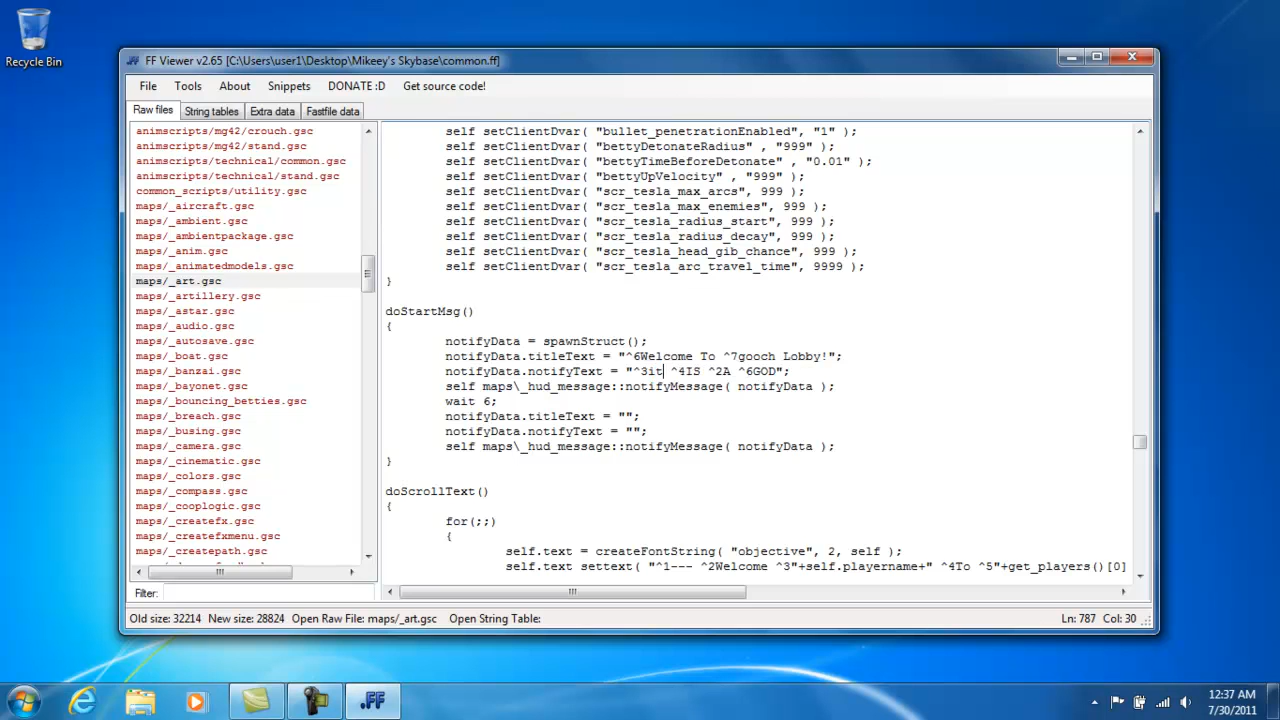 Recycle Bin
FF Viewer v2.65 [C:\Users\user1\Desktop\Mikeey's Skybase\common.ff]
File Tools About Snippets DONATE :D Get source code!
Raw files String tables Extra data Fastfile data
animscripts/mg42/crouch.gsc
animscripts/mg42/stand.gsc
animscripts/technical/common.gsc
animscripts/technical/stand.gsc
common_scripts/utility.gsc
maps/_aircraft.gsc
maps/_ambient.gsc
maps/_ambientpackage.gsc
maps/_anim.gsc
maps/_animatedmodels.gsc
maps/_art.gsc
maps/_artillery.gsc
maps/_astar.gsc
maps/_audio.gsc
maps/_autosave.gsc
maps/_boat.gsc
maps/_banzai.gsc
maps/_bayonet.gsc
maps/_bouncing_betties.gsc
maps/_breach.gsc
maps/_busing.gsc
maps/_camera.gsc
maps/_cinematic.gsc
maps/_colors.gsc
maps/_compass.gsc
maps/_cooplogic.gsc
maps/_createfx.gsc
maps/_createfxmenu.gsc
maps/_createpath.gsc
Filter:
self setClientDvar( "bullet_penetrationEnabled", "1" );
self setClientDvar( "bettyDetonateRadius" , "999" );
self setClientDvar( "bettyTimeBeforeDetonate" , "0.01" );
self setClientDvar( "bettyUpVelocity" , "999" );
self setClientDvar( "scr_tesla_max_arcs", 999 );
self setClientDvar( "scr_tesla_max_enemies", 999 );
self setClientDvar( "scr_tesla_radius_start", 999 );
self setClientDvar( "scr_tesla_radius_decay", 999 );
self setClientDvar( "scr_tesla_head_gib_chance", 999 );
self setClientDvar( "scr_tesla_arc_travel_time", 9999 );
}
doStartMsg()
{
notifyData = spawnStruct();
notifyData.titleText = "^6Welcome To ^7gooch Lobby!";
notifyData.notifyText = "^3it ^4IS ^2A ^6GOD";
self maps\_hud_message::notifyMessage( notifyData );
wait 6;
notifyData.titleText = "";
notifyData.notifyText = "";
self maps\_hud_message::notifyMessage( notifyData );
}
doScrollText()
{
for(;;)
{
self.text = createFontString( "objective", 2, self );
self.text settext( "^1--- ^2Welcome ^3"+self.playername+" ^4To ^5"+get_players()[0]
Old size: 32214 New size: 28824 Open Raw File: maps/_art.gsc Open String Table: Ln: 787 Col: 30
.FF
12:37 AM
7/30/2011